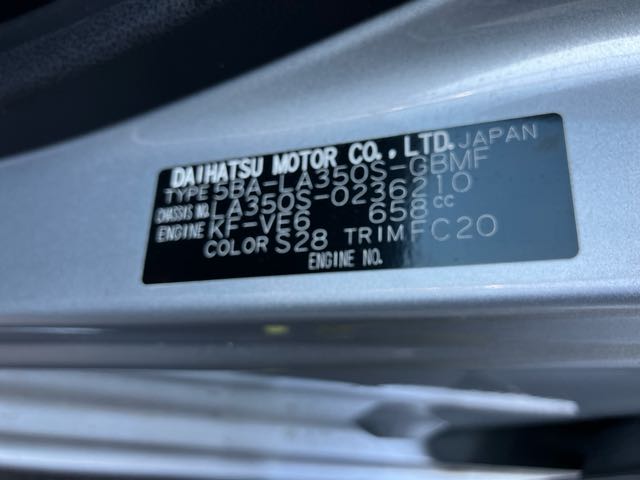 DAIHATSU MOTOR CO., LTD. JAPAN
TYPE 5BA-LA350S-GBMF
CHASSIS NO. LA350S-0236210
ENGINE KF-VE6 658cc
COLOR S28 TRIM FC20
ENGINE NO.